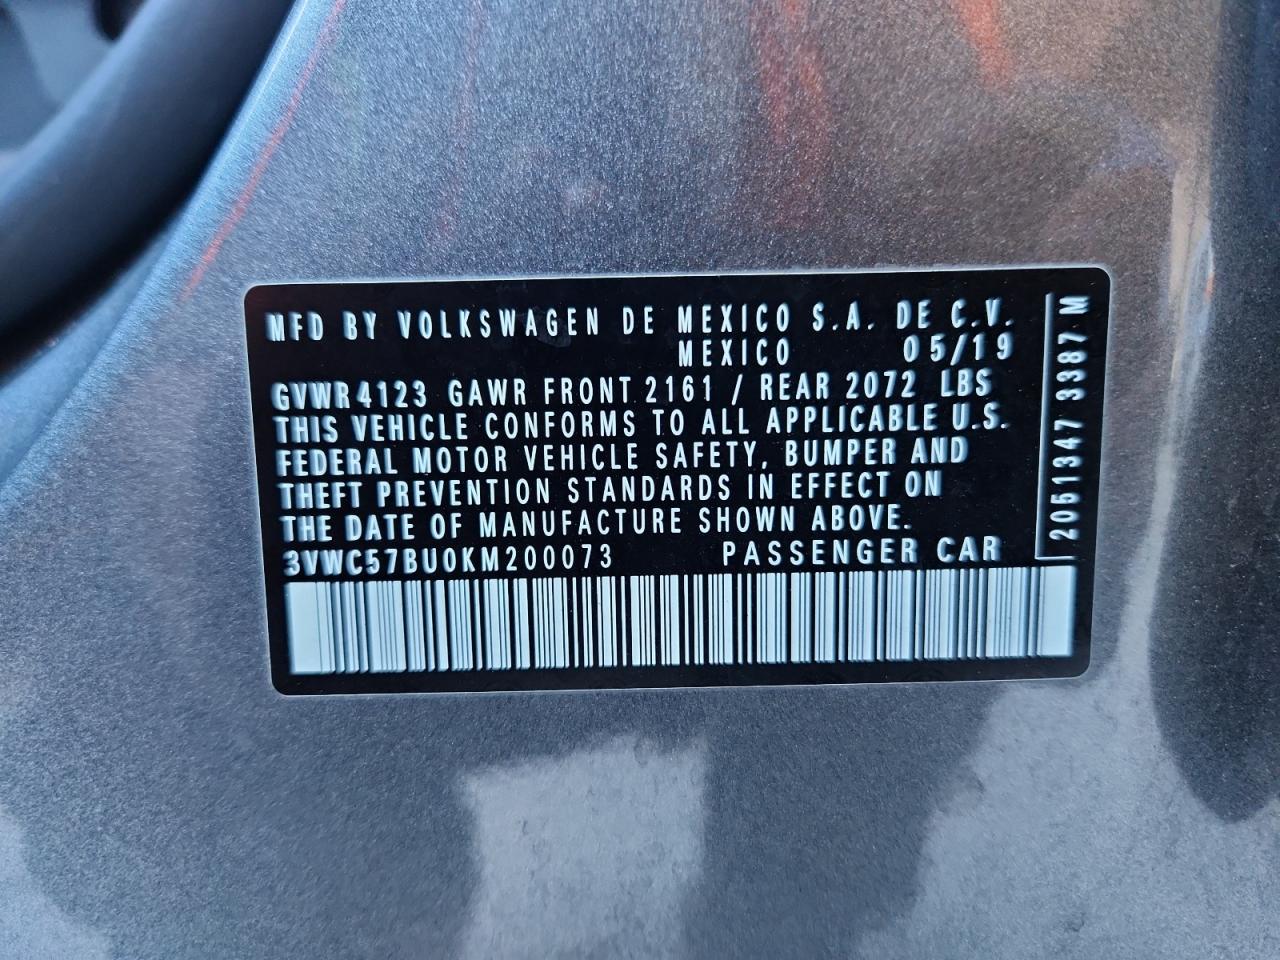 MFD BY VOLKSWAGEN DE MEXICO S.A. DE C.V.
MEXICO 05/19
GVWR 4123 GAWR FRONT 2161 / REAR 2072 LBS
THIS VEHICLE CONFORMS TO ALL APPLICABLE U.S.
FEDERAL MOTOR VEHICLE SAFETY, BUMPER AND
THEFT PREVENTION STANDARDS IN EFFECT ON
THE DATE OF MANUFACTURE SHOWN ABOVE.
3VWC57BU0KM200073 PASSENGER CAR
2051347 3387 M